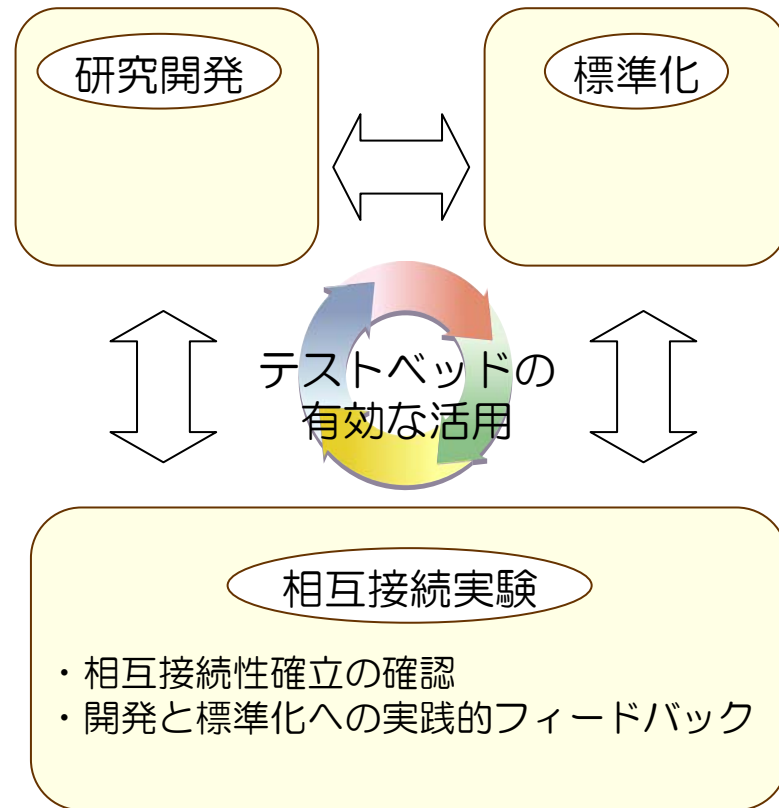 研究開発
標準化
テストベッドの
有効な活用
相互接続実験
・相互接続性確立の確認
・開発と標準化への実践的フィードバック